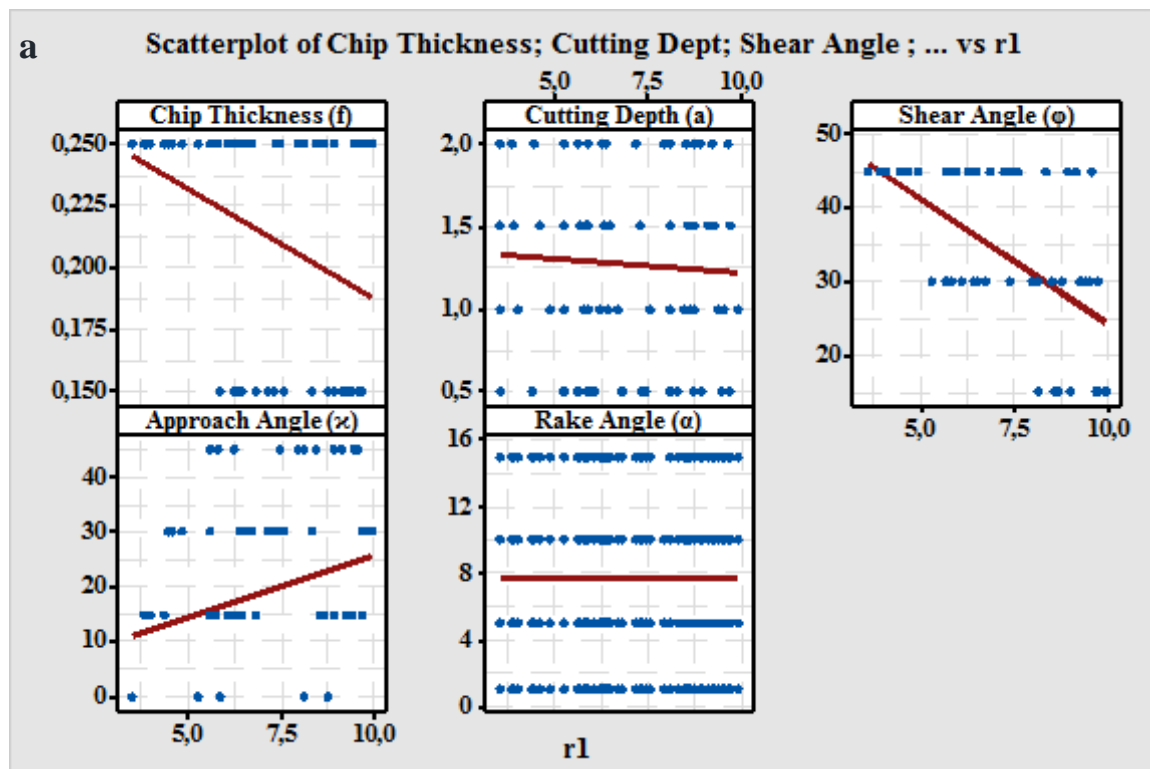 a
Scatterplot of Chip Thickness; Cutting Dept; Shear Angle ; ... vs r1
5,0 7,5 10,0
Chip Thickness (f) Cutting Depth (a) Shear Angle (φ)
0,250
0,225
0,200
0,175
0,150
2,0
1,5
1,0
0,5
50
40
30
20
5,0 7,5 10,0
Approach Angle (ϰ) Rake Angle (α)
40
30
20
10
0
16
12
8
4
0
5,0 7,5 10,0
r1